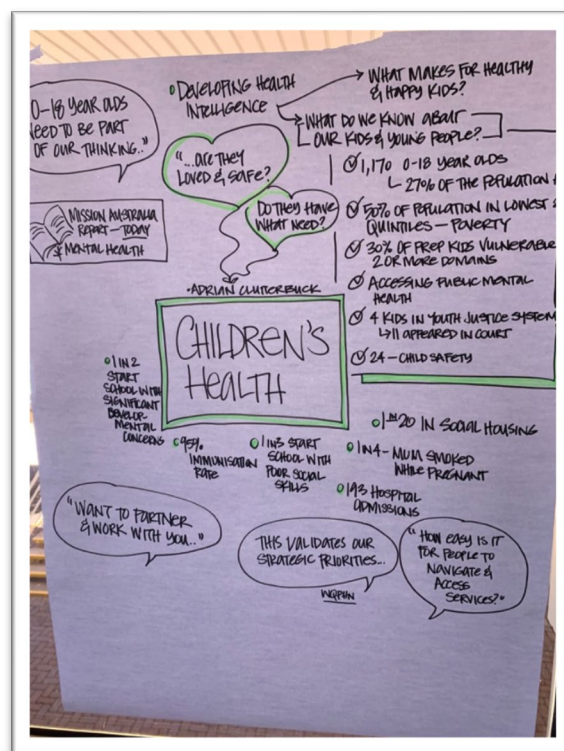 0-18 YEAR OLDS
NEED TO BE PART
OF OUR THINKING.."
MISSION AUSTRALIA
REPORT - TODAY
* MENTAL HEALTH
DEVELOPING HEALTH
INTELLIGENCE
WHAT MAKES FOR HEALTHY
& HAPPY KIDS?
WHAT DO WE KNOW ABOUT
OUR KIDS & YOUNG PEOPLE?
"...ARE THEY
LOVED & SAFE?
DO THEY HAVE
WHAT NEED?
1,170 0-18 YEAR OLDS
27% OF THE POPULATION
50% OF POPULATION IN LOWEST
QUINTILES - POVERTY
30% OF PREP KIDS VULNERABLE
2 OR MORE DOMAINS
ACCESSING PUBLIC MENTAL
HEALTH
4 KIDS IN YOUTH JUSTICE SYSTEM
11 APPEARED IN COURT
24 - CHILD SAFETY
•ADRIAN CLUTTERBUCK
CHILDREN'S
HEALTH
1 IN 2
START
SCHOOL WITH
SIGNIFICANT
DEVELOP-
MENTAL
CONCERNS
95%
IMMUNISATION
RATE
1 IN 3 START
SCHOOL WITH
POOR SOCIAL
SKILLS
1 IN 20 IN SOCIAL HOUSING
1 IN 4 - MUM SMOKED
WHILE PREGNANT
193 HOSPITAL
ADMISSIONS
"WANT TO PARTNER
& WORK WITH YOU.."
THIS VALIDATES OUR
STRATEGIC PRIORITIES...
WQPHN
"HOW EASY IS IT
FOR PEOPLE TO
NAVIGATE &
ACCESS
SERVICES?"